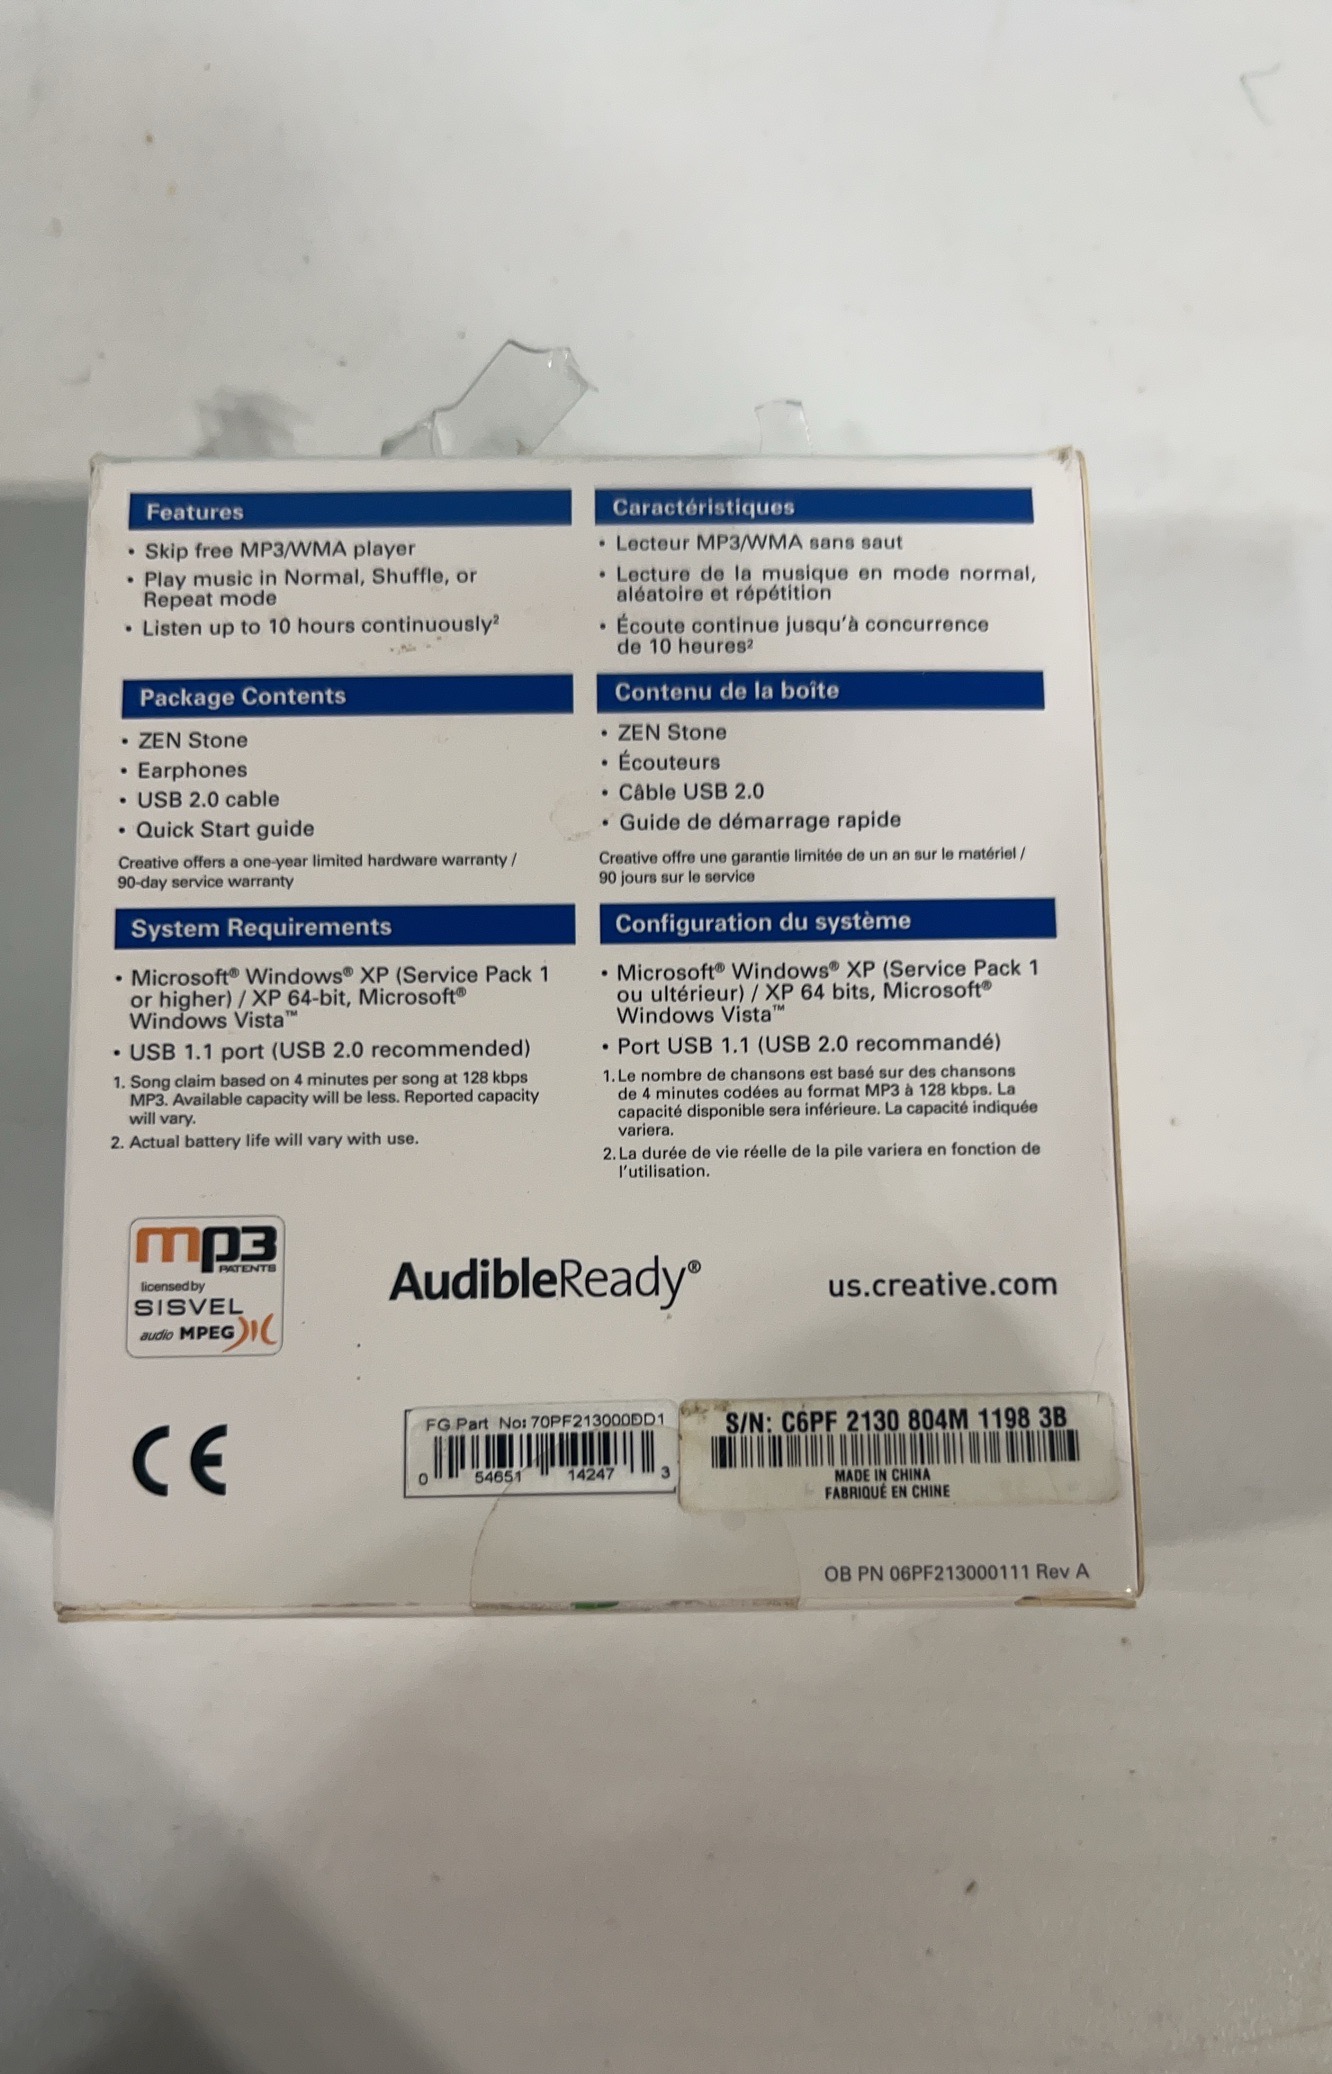 Features
• Skip free MP3/WMA player
• Play music in Normal, Shuffle, or
Repeat mode
• Listen up to 10 hours continuously²
Package Contents
• ZEN Stone
• Earphones
• USB 2.0 cable
• Quick Start guide
Creative offers a one-year limited hardware warranty /
90-day service warranty
System Requirements
• Microsoft® Windows® XP (Service Pack 1
or higher) / XP 64-bit, Microsoft®
Windows Vista™
• USB 1.1 port (USB 2.0 recommended)
1. Song claim based on 4 minutes per song at 128 kbps
MP3. Available capacity will be less. Reported capacity
will vary.
2. Actual battery life will vary with use.
Caractéristiques
• Lecteur MP3/WMA sans saut
• Lecture de la musique en mode normal,
aléatoire et répétition
• Écoute continue jusqu'à concurrence
de 10 heures²
Contenu de la boîte
• ZEN Stone
• Écouteurs
• Câble USB 2.0
• Guide de démarrage rapide
Creative offre une garantie limitée de un an sur le matériel /
90 jours sur le service
Configuration du système
• Microsoft® Windows® XP (Service Pack 1
ou ultérieur) / XP 64 bits, Microsoft®
Windows Vista™
• Port USB 1.1 (USB 2.0 recommandé)
1. Le nombre de chansons est basé sur des chansons
de 4 minutes codées au format MP3 à 128 kbps. La
capacité disponible sera inférieure. La capacité indiquée
variera.
2. La durée de vie réelle de la pile variera en fonction de
l'utilisation.
mp3
PATENTS
licensed by
SISVEL
audio MPEG
AudibleReady®
us.creative.com
CE
FG Part No: 70PF213000DD1
0 54651 14247 3
S/N: C6PF 2130 804M 1198 3B
MADE IN CHINA
FABRIQUÉ EN CHINE
OB PN 06PF213000111 Rev A